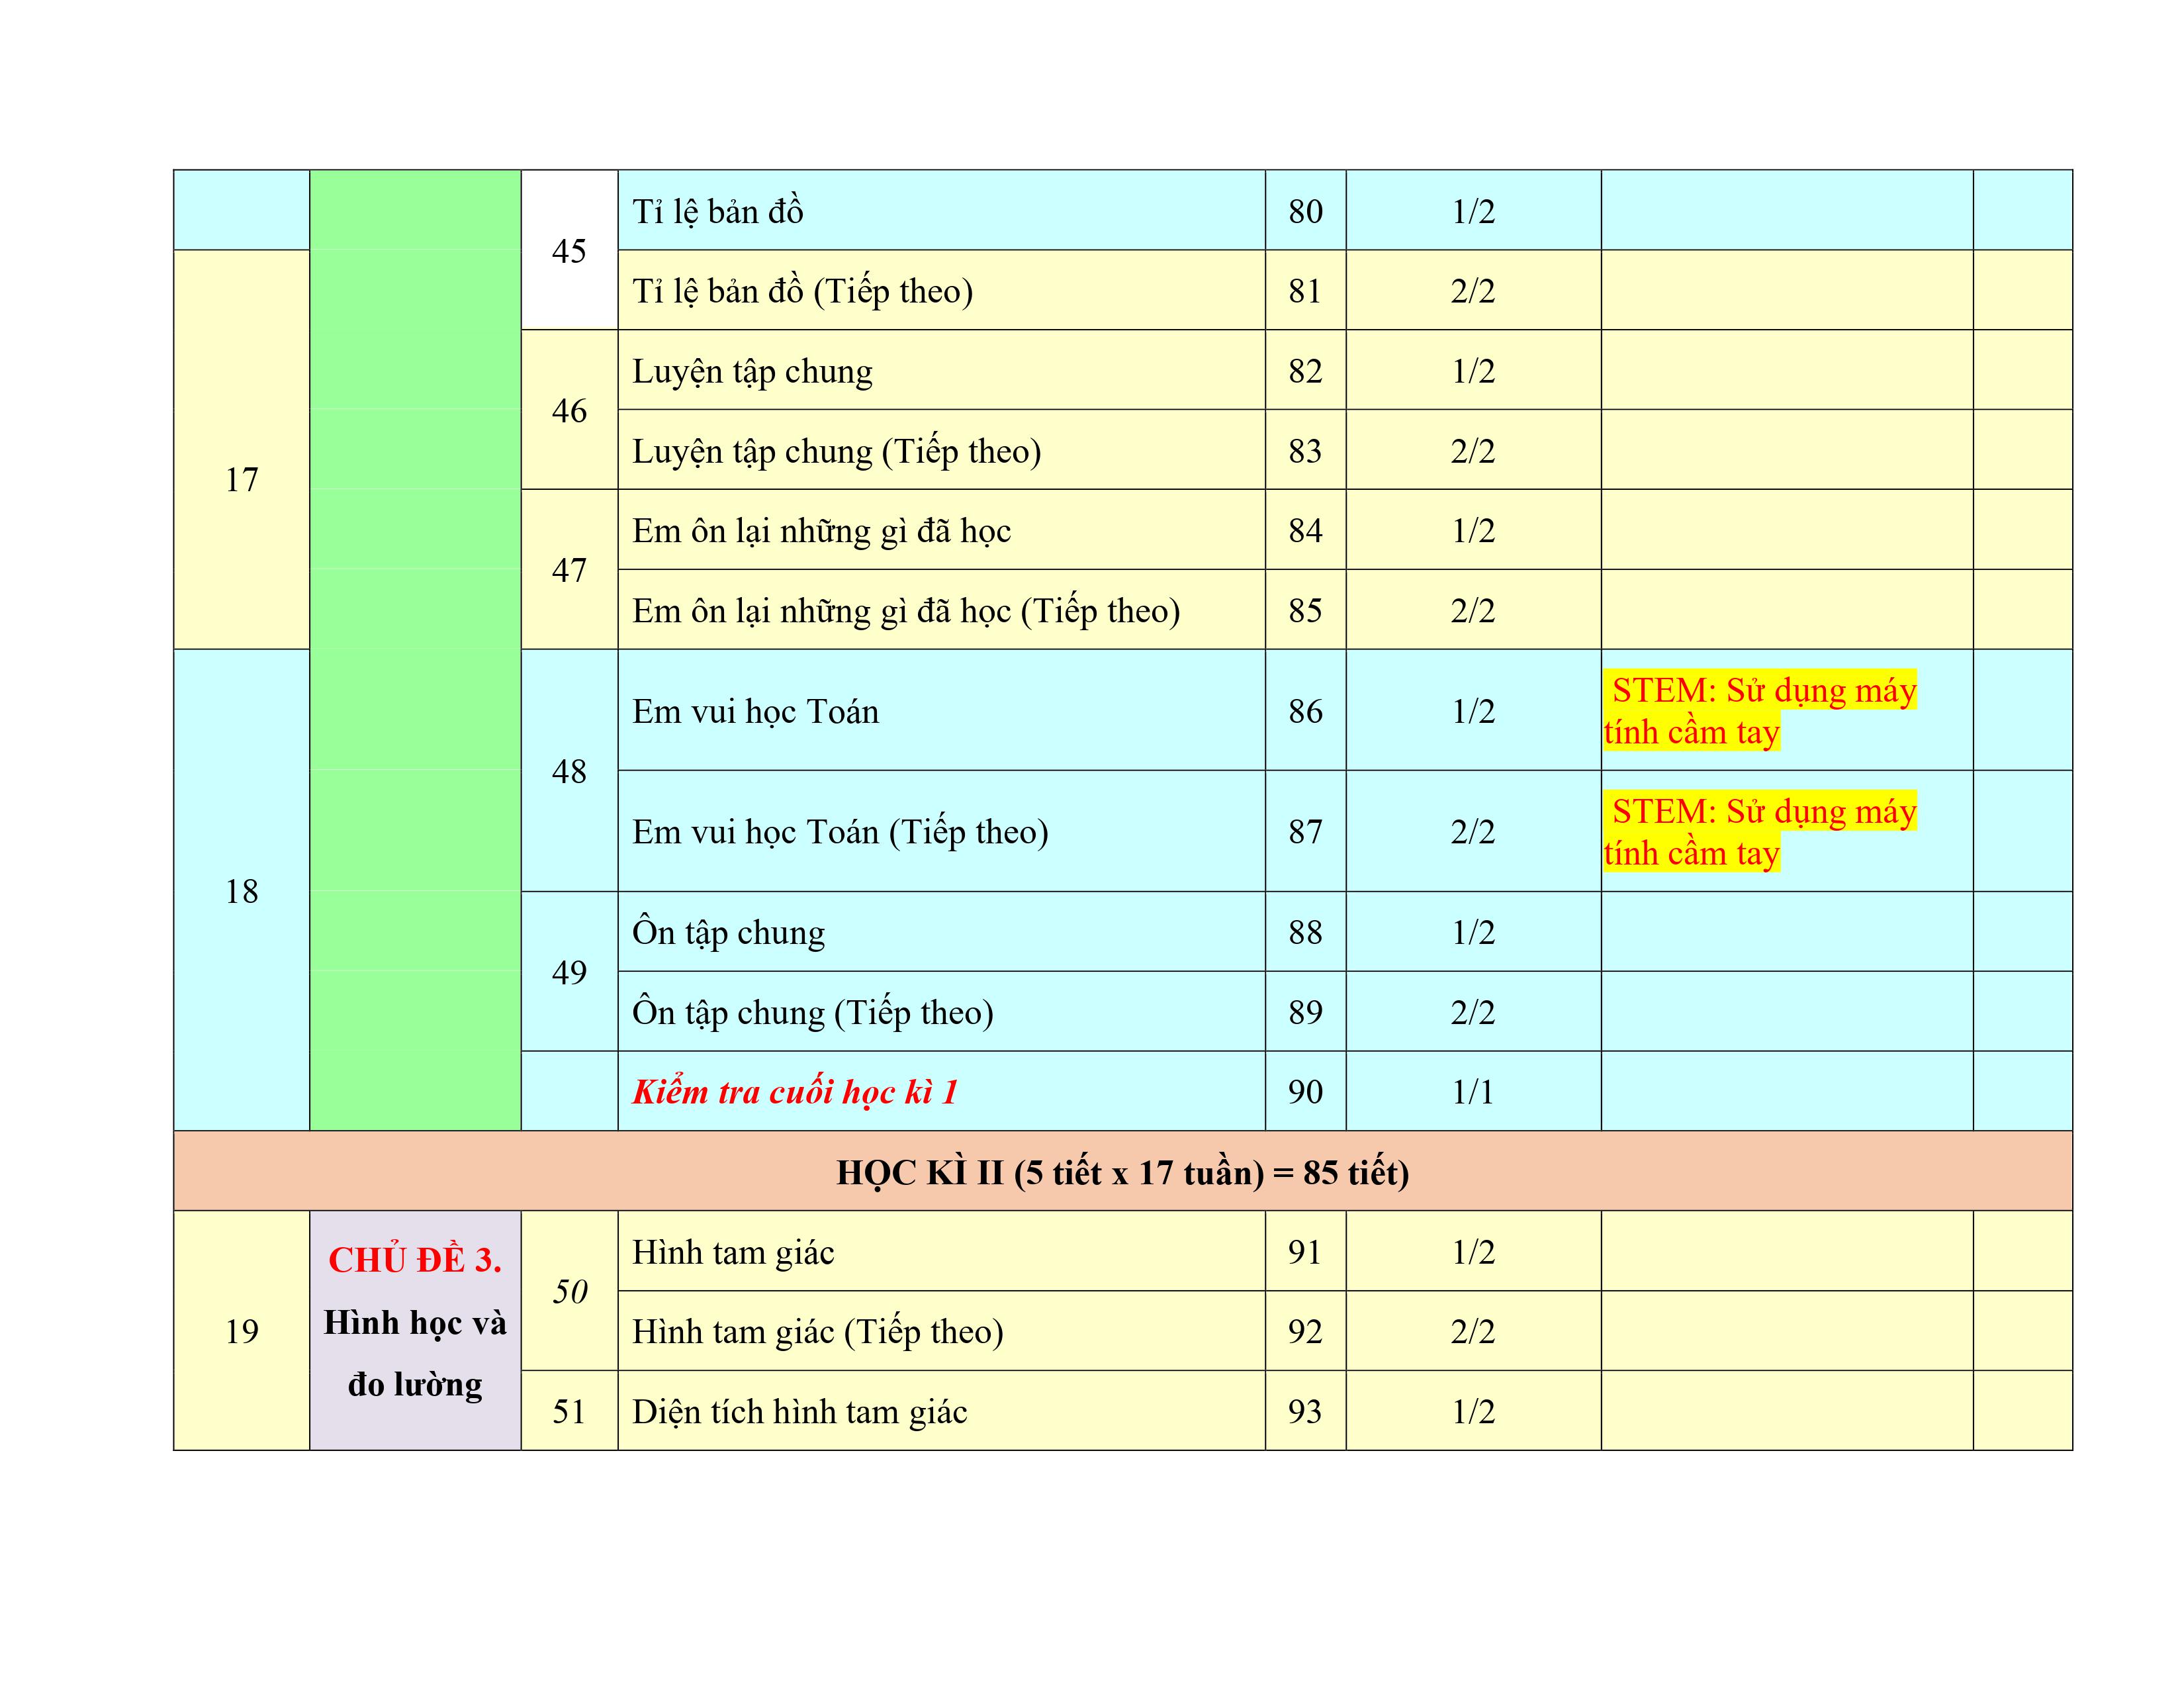 45 Tỉ lệ bản đồ 80 1/2
Tỉ lệ bản đồ (Tiếp theo) 81 2/2
17
46 Luyện tập chung 82 1/2
Luyện tập chung (Tiếp theo) 83 2/2
47 Em ôn lại những gì đã học 84 1/2
Em ôn lại những gì đã học (Tiếp theo) 85 2/2
18
48 Em vui học Toán 86 1/2 STEM: Sử dụng máy
tính cầm tay
Em vui học Toán (Tiếp theo) 87 2/2 STEM: Sử dụng máy
tính cầm tay
49 Ôn tập chung 88 1/2
Ôn tập chung (Tiếp theo) 89 2/2
Kiểm tra cuối học kì 1 90 1/1
HỌC KÌ II (5 tiết x 17 tuần) = 85 tiết)
19
CHỦ ĐỀ 3.
Hình học và
đo lường
50 Hình tam giác 91 1/2
Hình tam giác (Tiếp theo) 92 2/2
51 Diện tích hình tam giác 93 1/2